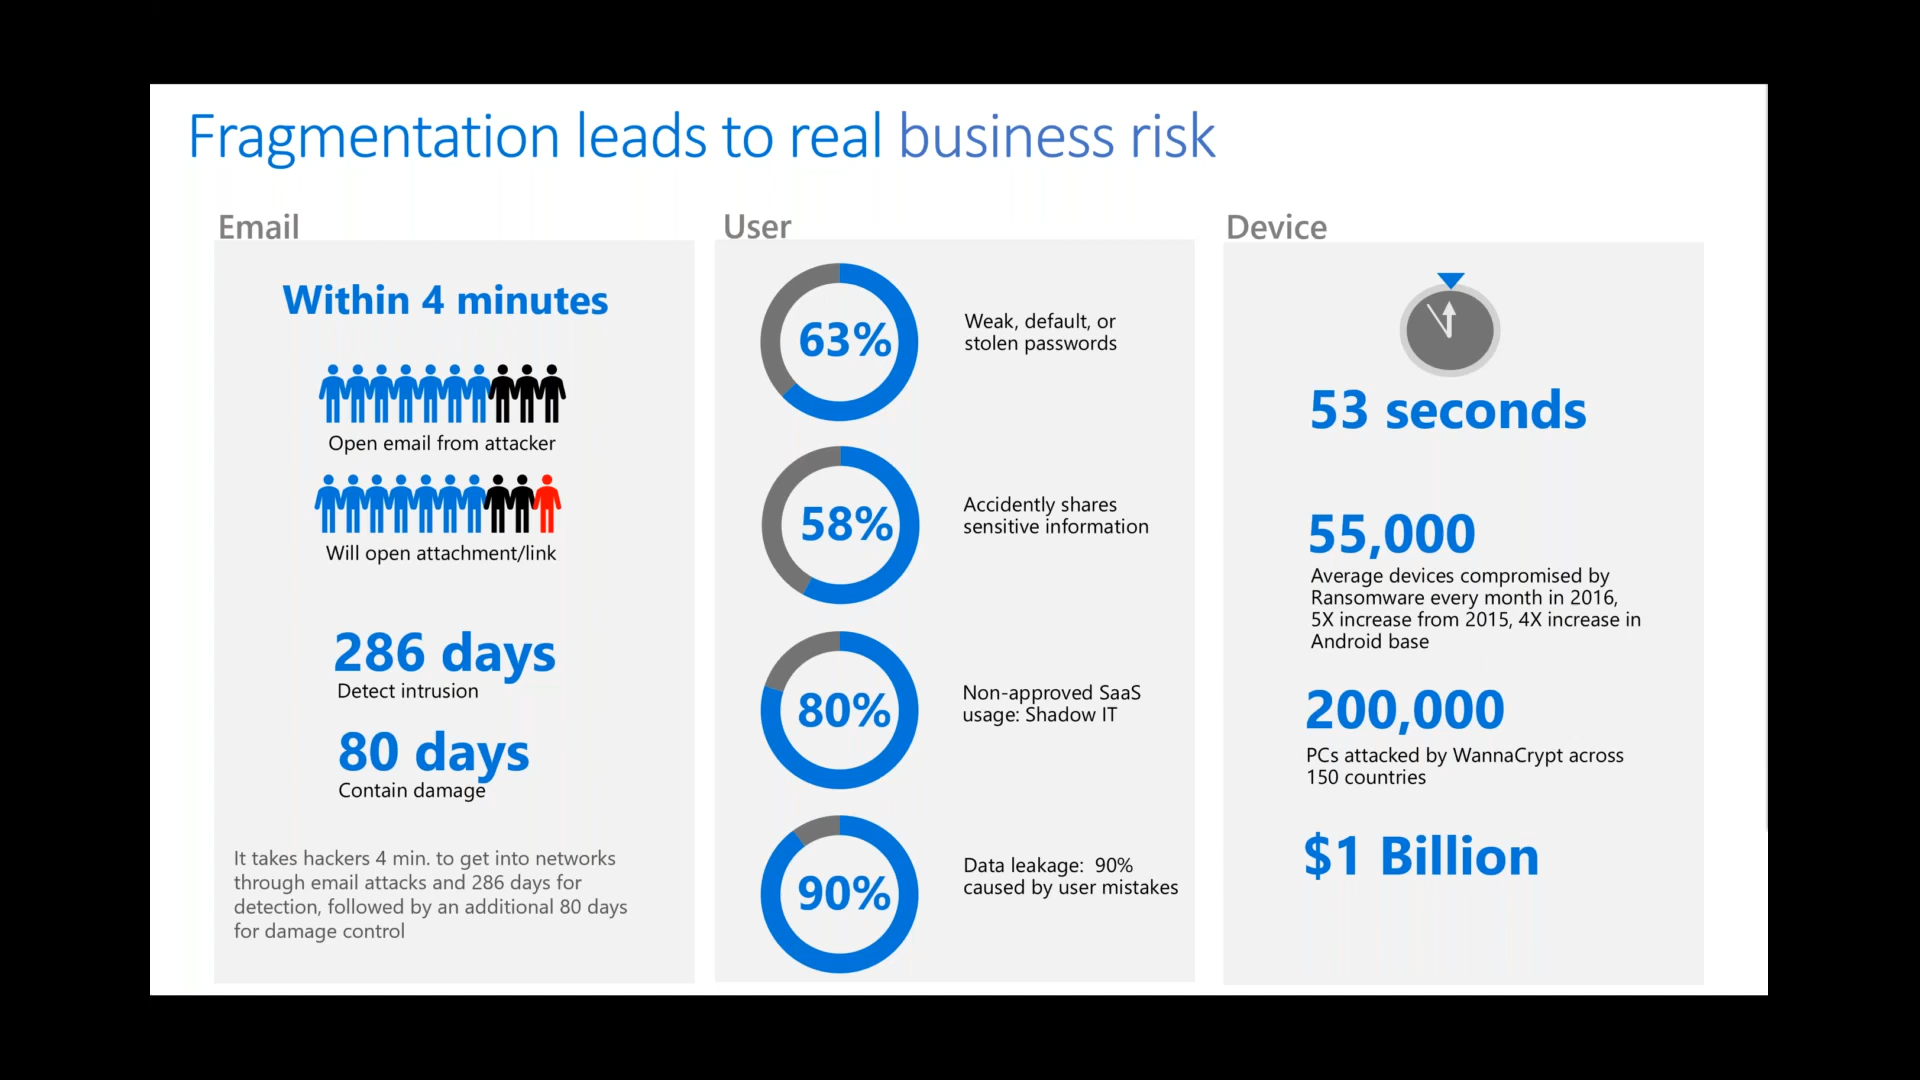 Fragmentation leads to real business risk
Email
Within 4 minutes
Open email from attacker
Will open attachment/link
286 days
Detect intrusion
80 days
Contain damage
It takes hackers 4 min. to get into networks
through email attacks and 286 days for
detection, followed by an additional 80 days
for damage control
User
63%
Weak, default, or
stolen passwords
58%
Accidently shares
sensitive information
80%
Non-approved SaaS
usage: Shadow IT
90%
Data leakage: 90%
caused by user mistakes
Device
53 seconds
55,000
Average devices compromised by
Ransomware every month in 2016,
5X increase from 2015, 4X increase in
Android base
200,000
PCs attacked by WannaCrypt across
150 countries
$1 Billion